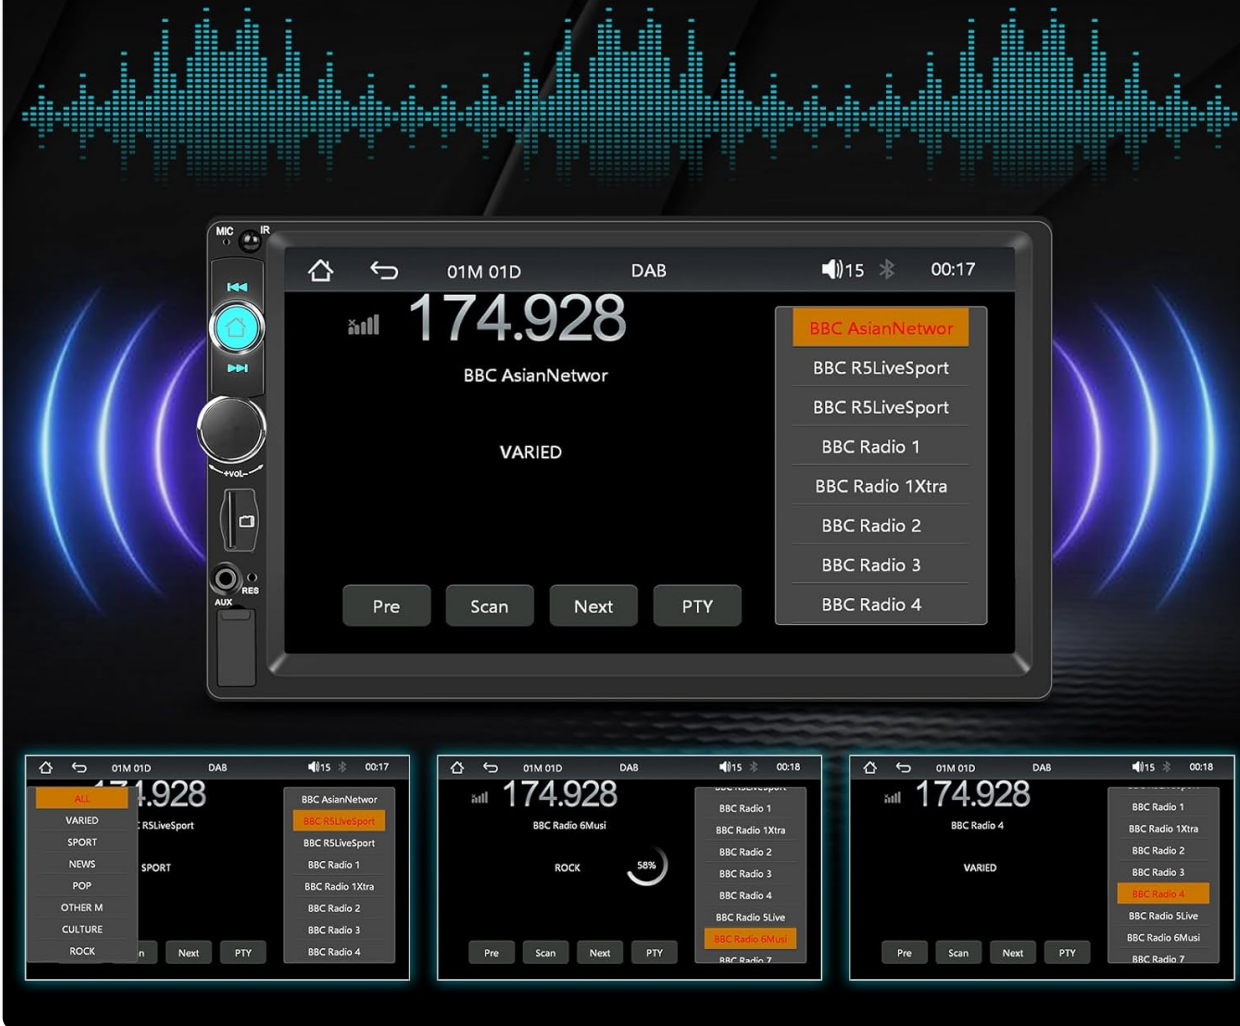 MIC
IR
01M 01D DAB 15 00:17
174.928
BBC AsianNetwor
VARIED
Pre Scan Next PTY
BBC AsianNetwor
BBC R5LiveSport
BBC R5LiveSport
BBC Radio 1
BBC Radio 1Xtra
BBC Radio 2
BBC Radio 3
BBC Radio 4
+VOL-
RES
AUX
01M 01D DAB 15 00:17
4.928
R5LiveSport
SPORT
ALL
VARIED
SPORT
NEWS
POP
OTHER M
CULTURE
ROCK
Next PTY
BBC AsianNetwor
BBC R5LiveSport
BBC R5LiveSport
BBC Radio 1
BBC Radio 1Xtra
BBC Radio 2
BBC Radio 3
BBC Radio 4
01M 01D DAB 15 00:18
174.928
BBC Radio 6Musi
ROCK 58%
Pre Scan Next PTY
BBC Radio 1
BBC Radio 1Xtra
BBC Radio 2
BBC Radio 3
BBC Radio 4
BBC Radio 5Live
BBC Radio 6Musi
BBC Radio 7
01M 01D DAB 15 00:18
174.928
BBC Radio 4
VARIED
Pre Scan Next PTY
BBC Radio 1
BBC Radio 1Xtra
BBC Radio 2
BBC Radio 3
BBC Radio 4
BBC Radio 5Live
BBC Radio 6Musi
BBC Radio 7